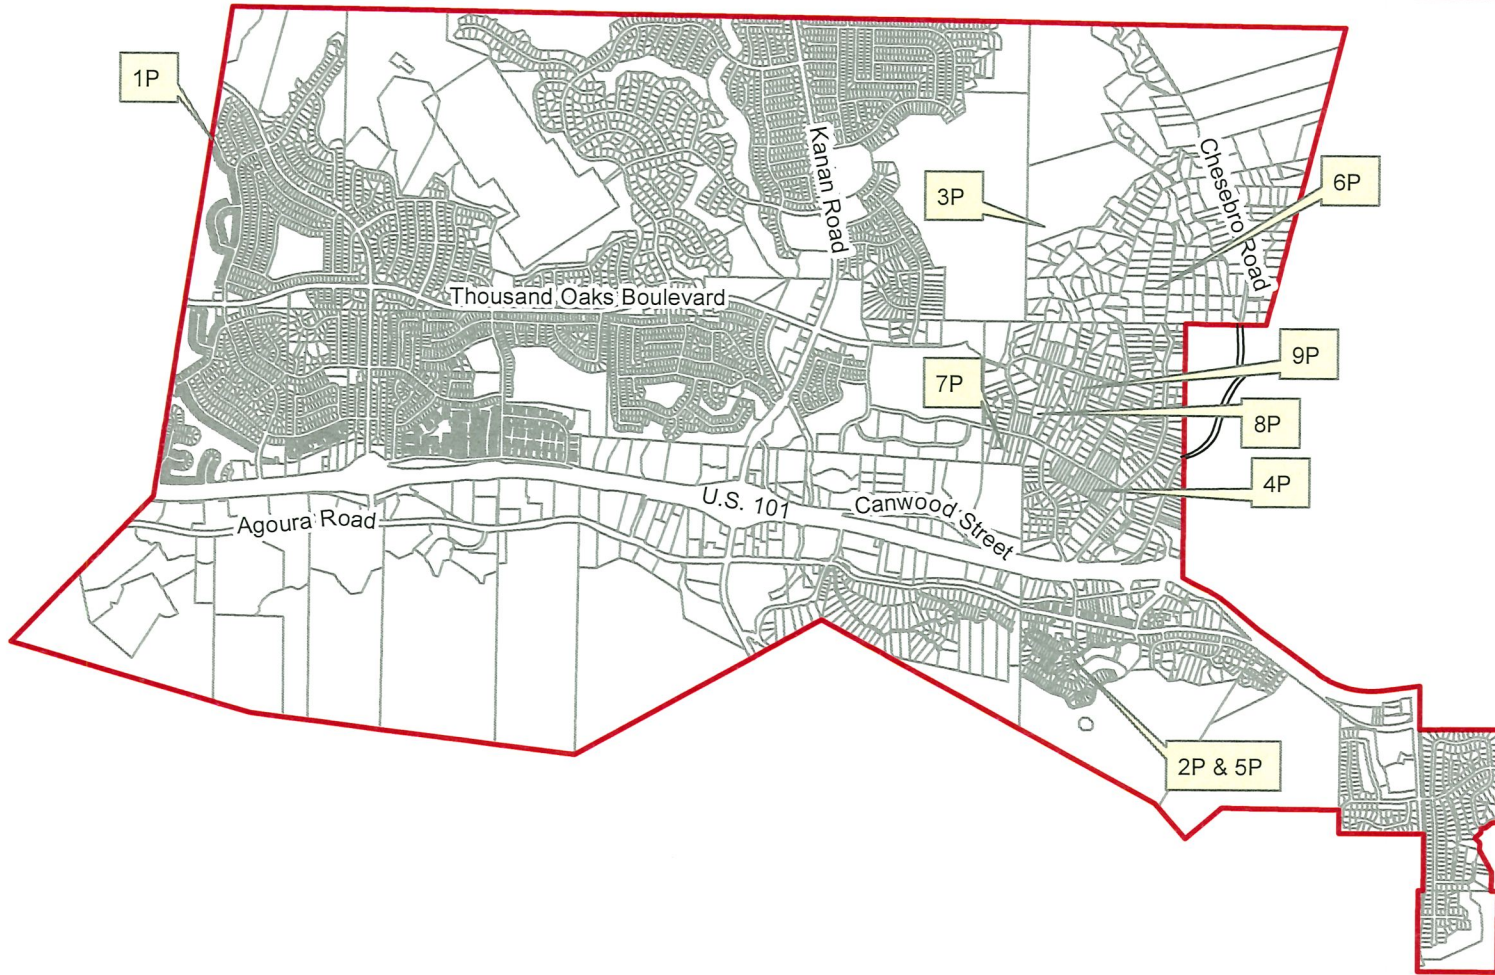 1P
Kanan Road
Chesebro Road
3P
6P
Thousand Oaks Boulevard
9P
7P
8P
4P
U.S. 101
Canwood Street
Agoura Road
2P & 5P